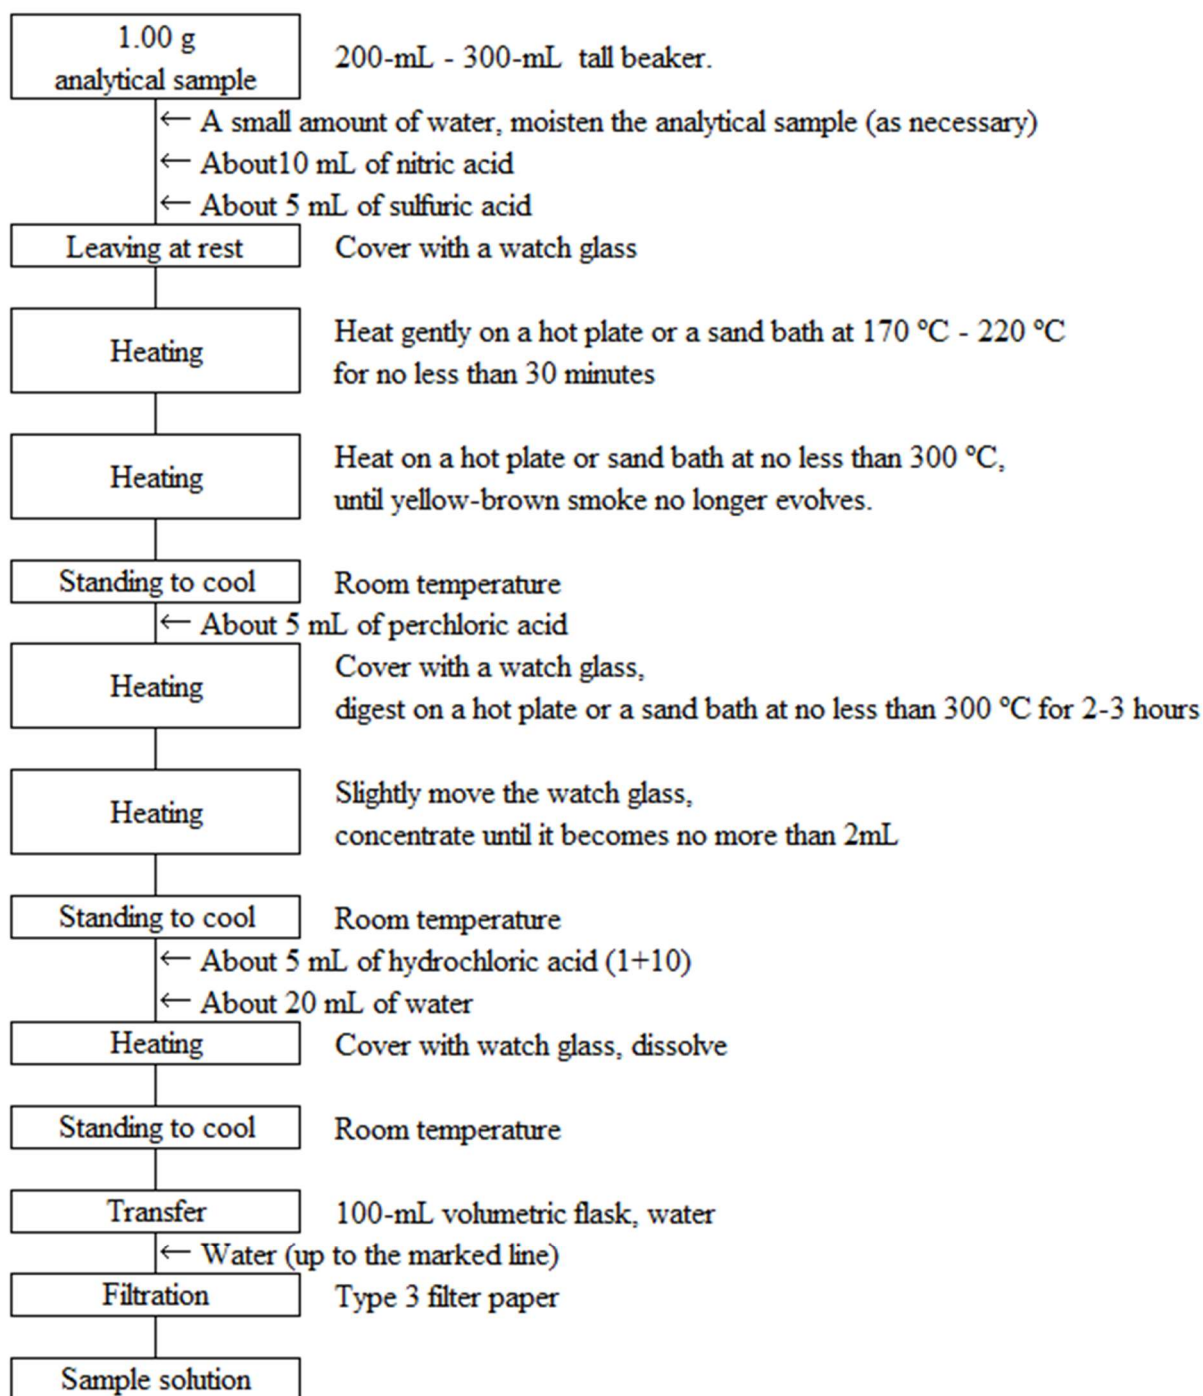 1.00 g
analytical sample
200-mL - 300-mL tall beaker.
← A small amount of water, moisten the analytical sample (as necessary)
← About10 mL of nitric acid
← About 5 mL of sulfuric acid
Leaving at rest
Cover with a watch glass
Heating
Heat gently on a hot plate or a sand bath at 170 ºC - 220 ºC
for no less than 30 minutes
Heating
Heat on a hot plate or sand bath at no less than 300 ºC,
until yellow-brown smoke no longer evolves.
Standing to cool
Room temperature
← About 5 mL of perchloric acid
Heating
Cover with a watch glass,
digest on a hot plate or a sand bath at no less than 300 ºC for 2-3 hours
Heating
Slightly move the watch glass,
concentrate until it becomes no more than 2mL
Standing to cool
Room temperature
← About 5 mL of hydrochloric acid (1+10)
← About 20 mL of water
Heating
Cover with watch glass, dissolve
Standing to cool
Room temperature
Transfer
100-mL volumetric flask, water
← Water (up to the marked line)
Filtration
Type 3 filter paper
Sample solution